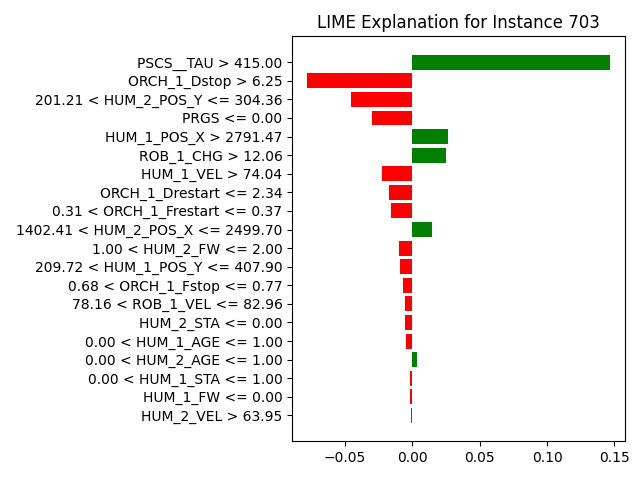 LIME Explanation for Instance 703
PSCS__TAU > 415.00
ORCH_1_Dstop > 6.25
201.21 < HUM_2_POS_Y <= 304.36
PRGS <= 0.00
HUM_1_POS_X > 2791.47
ROB_1_CHG > 12.06
HUM_1_VEL > 74.04
ORCH_1_Drestart <= 2.34
0.31 < ORCH_1_Frestart <= 0.37
1402.41 < HUM_2_POS_X <= 2499.70
1.00 < HUM_2_FW <= 2.00
209.72 < HUM_1_POS_Y <= 407.90
0.68 < ORCH_1_Fstop <= 0.77
78.16 < ROB_1_VEL <= 82.96
HUM_2_STA <= 0.00
0.00 < HUM_1_AGE <= 1.00
0.00 < HUM_2_AGE <= 1.00
0.00 < HUM_1_STA <= 1.00
HUM_1_FW <= 0.00
HUM_2_VEL > 63.95
−0.05 0.00 0.05 0.10 0.15